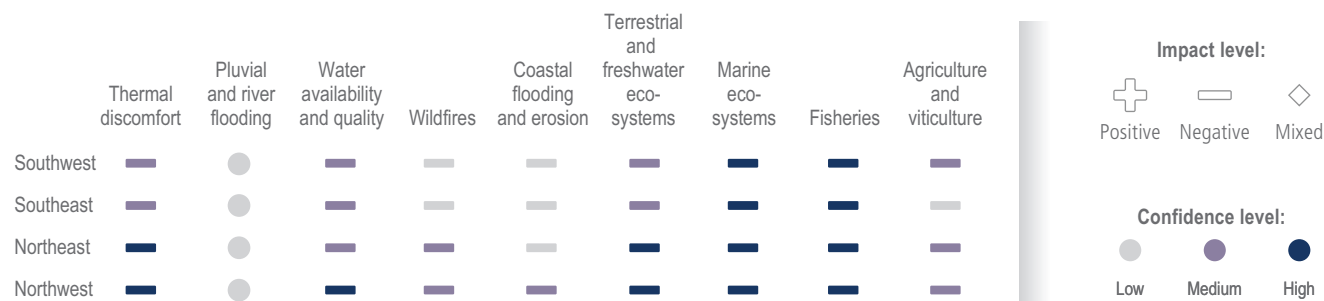 Thermal
discomfort
Pluvial
and river
flooding
Water
availability
and quality
Wildfires
Coastal
flooding
and erosion
Terrestrial
and
freshwater
eco-
systems
Marine
eco-
systems
Fisheries
Agriculture
and
viticulture
Southwest
Southeast
Northeast
Northwest
Impact level:
Positive Negative Mixed
Confidence level:
Low Medium High